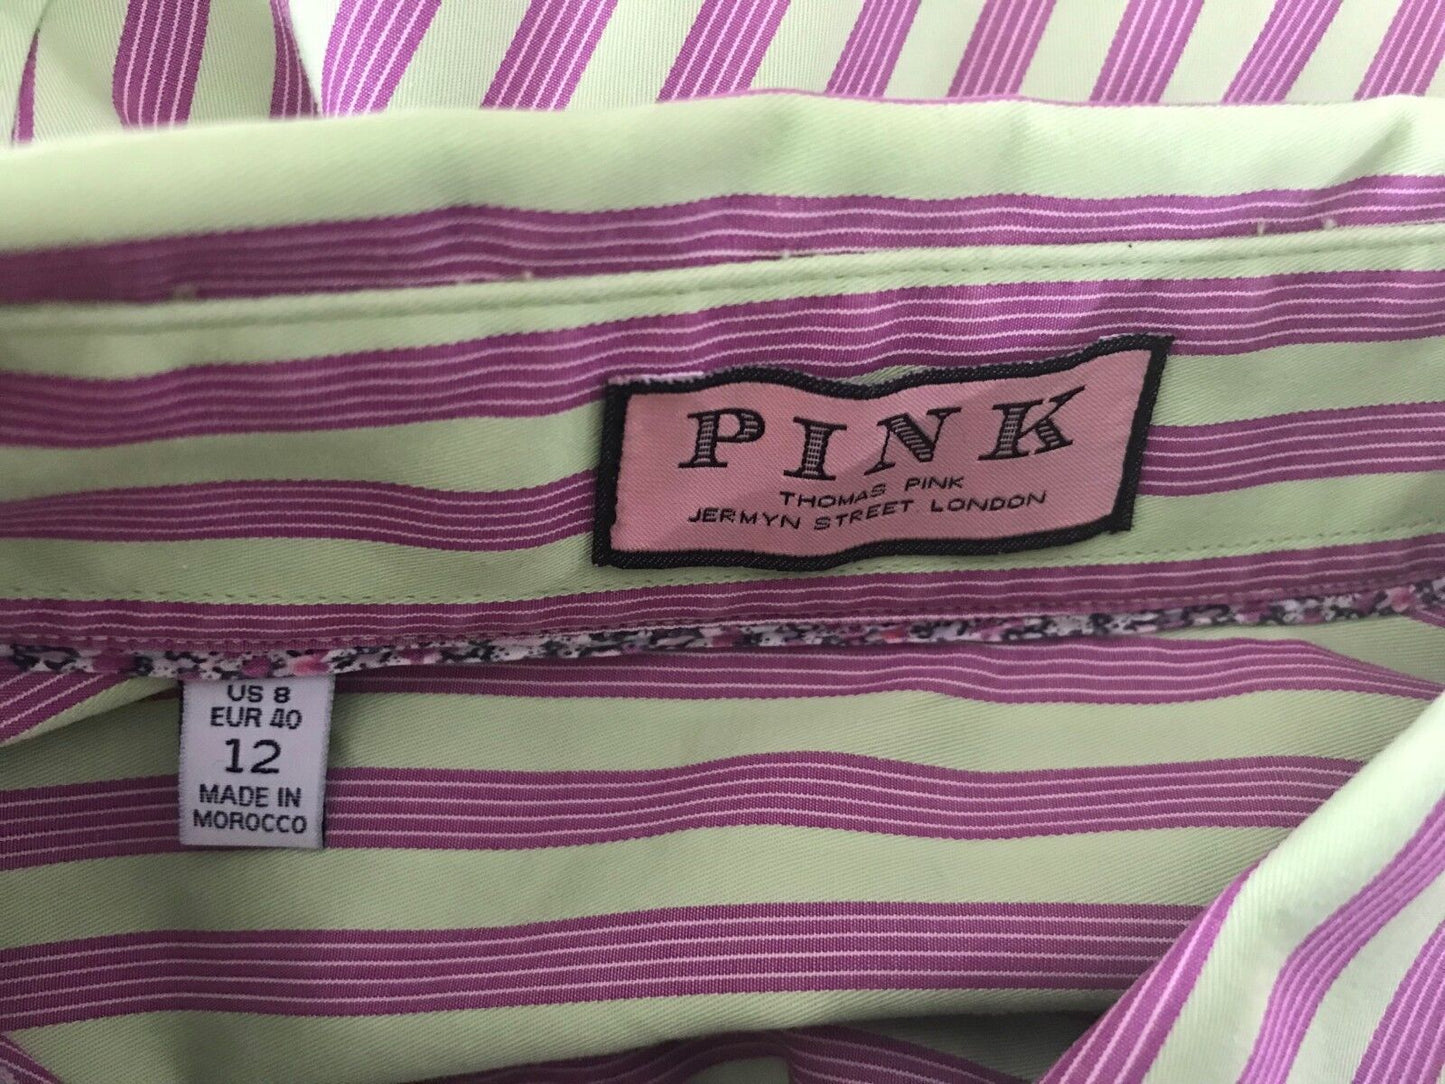 PINK
THOMAS PINK
JERMYN STREET LONDON
US 8
EUR 40
12
MADE IN
MOROCCO